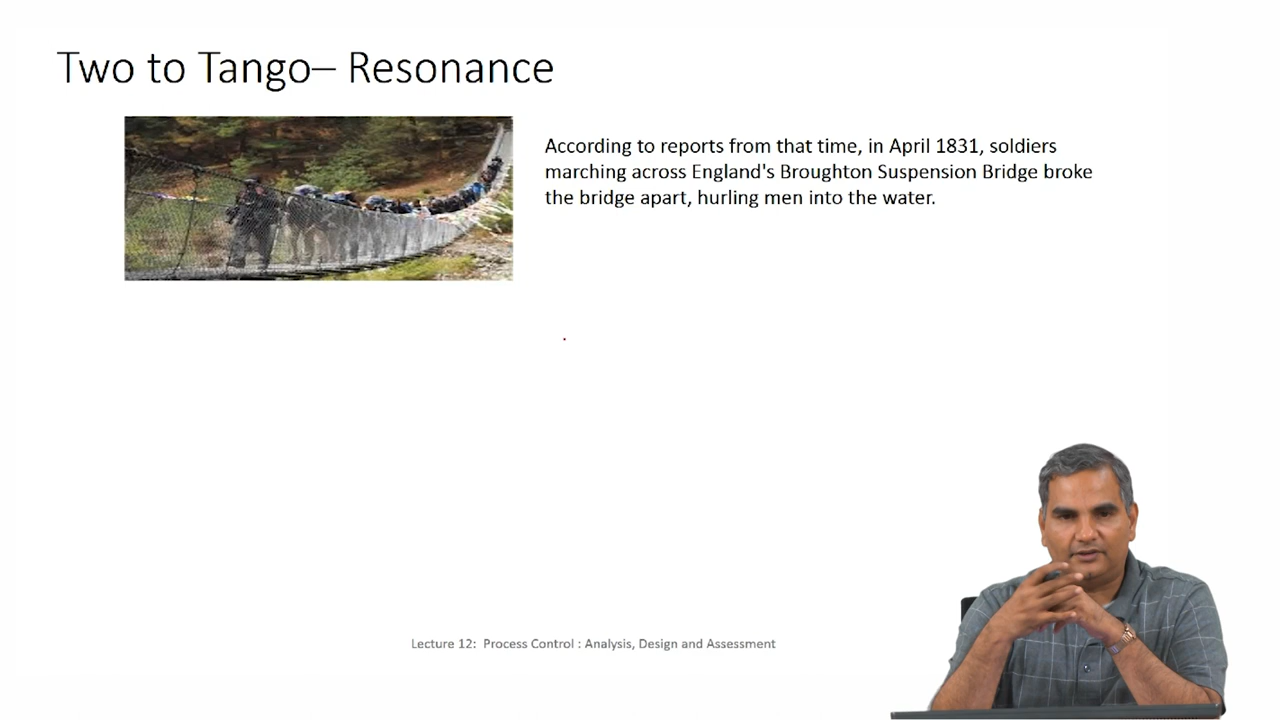 Two to Tango– Resonance
According to reports from that time, in April 1831, soldiers
marching across England's Broughton Suspension Bridge broke
the bridge apart, hurling men into the water.
Lecture 12: Process Control : Analysis, Design and Assessment